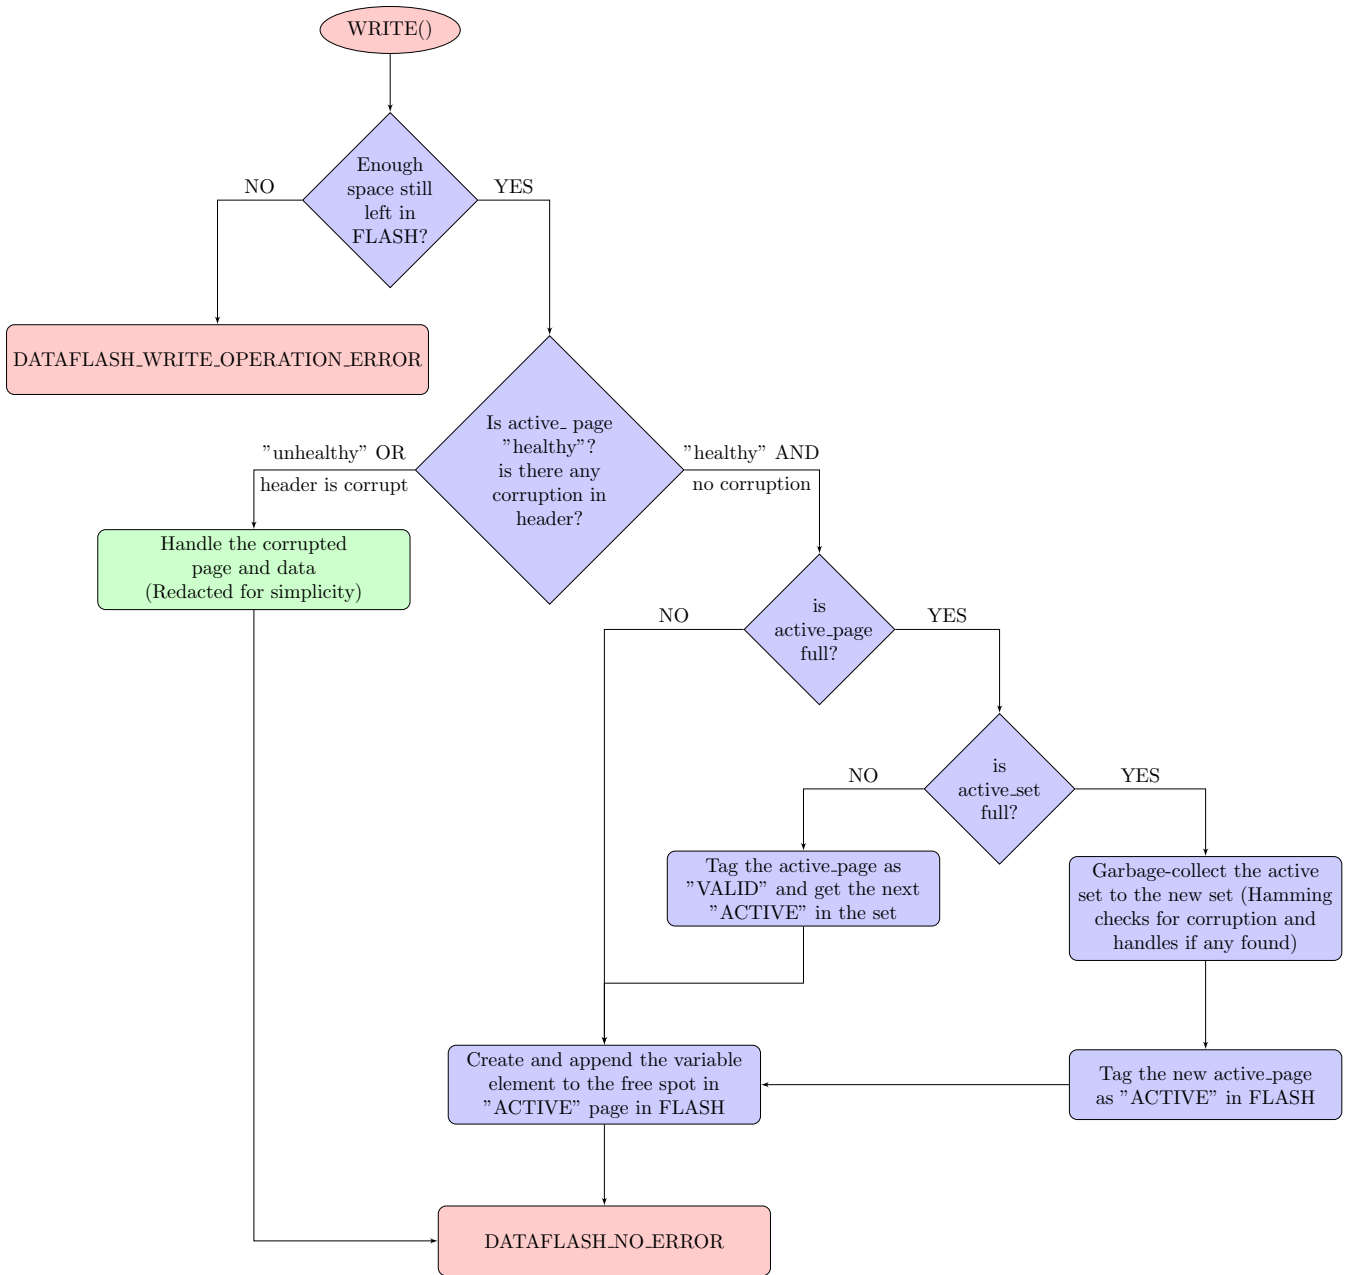 WRITE()
Enough
space still
left in
FLASH?
NO
YES
DATAFLASH_WRITE_OPERATION_ERROR
Is active_ page
"healthy"?
is there any
corruption in
header?
"unhealthy" OR
header is corrupt
"healthy" AND
no corruption
Handle the corrupted
page and data
(Redacted for simplicity)
is
active_page
full?
NO
YES
is
active_set
full?
NO
YES
Tag the active_page as
"VALID" and get the next
"ACTIVE" in the set
Garbage-collect the active
set to the new set (Hamming
checks for corruption and
handles if any found)
Create and append the variable
element to the free spot in
"ACTIVE" page in FLASH
Tag the new active_page
as "ACTIVE" in FLASH
DATAFLASH_NO_ERROR